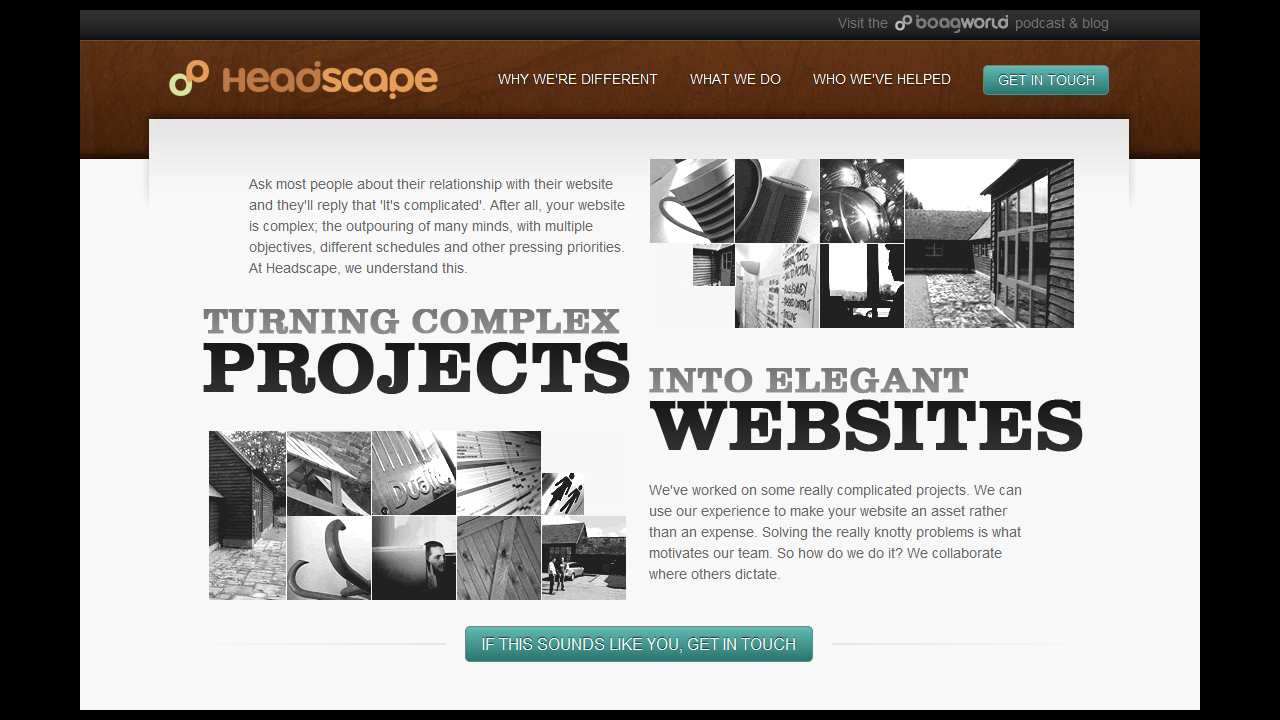 Visit the boagworld podcast & blog
Headscape
WHY WE'RE DIFFERENT
WHAT WE DO
WHO WE'VE HELPED
GET IN TOUCH
Ask most people about their relationship with their website
and they'll reply that 'It's complicated'. After all, your website
is complex; the outpouring of many minds, with multiple
objectives, different schedules and other pressing priorities.
At Headscape, we understand this.
TURNING COMPLEX
PROJECTS
INTO ELEGANT
WEBSITES
We've worked on some really complicated projects. We can
use our experience to make your website an asset rather
than an expense. Solving the really knotty problems is what
motivates our team. So how do we do it? We collaborate
where others dictate.
IF THIS SOUNDS LIKE YOU, GET IN TOUCH